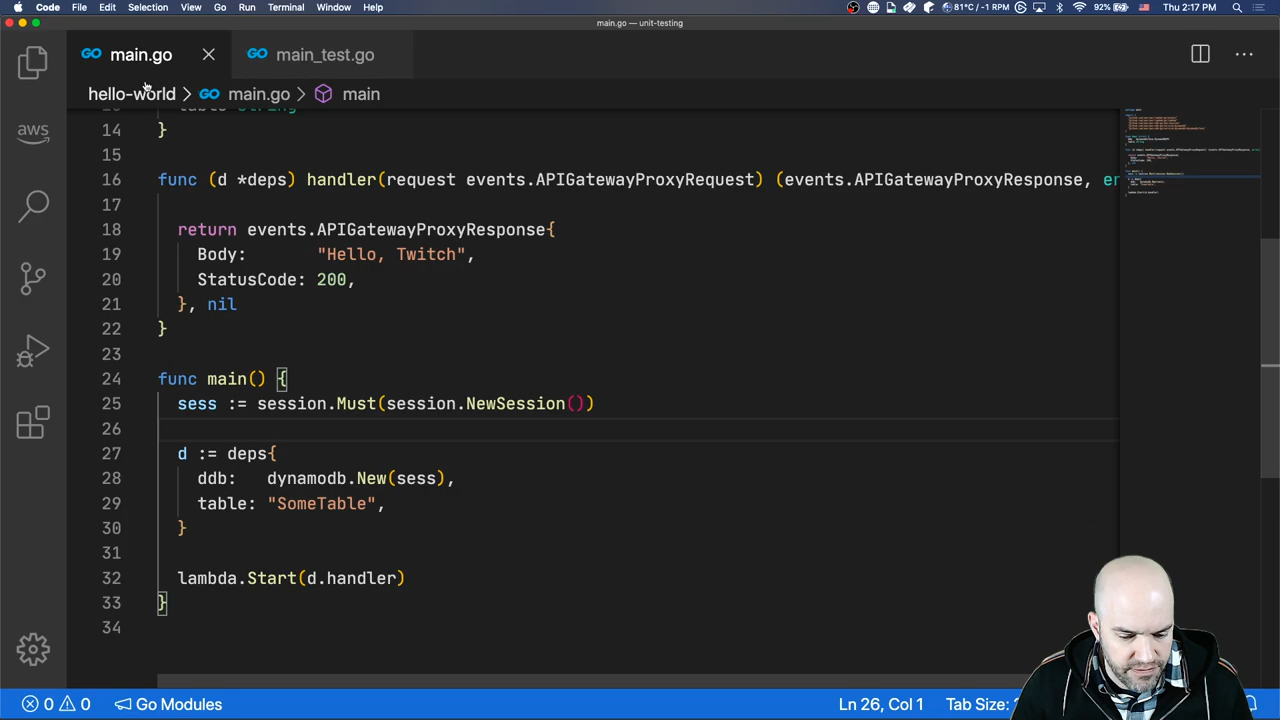 Code File Edit Selection View Go Run Terminal Window Help 81°C/ -1 RPM 92% Thu 2:17 PM
main.go — unit-testing
GO main.go GO main_test.go
hello-world > GO main.go > main
14 }
15
16 func (d *deps) handler(request events.APIGatewayProxyRequest) (events.APIGatewayProxyResponse, er
17
18 return events.APIGatewayProxyResponse{
19 Body: "Hello, Twitch",
20 StatusCode: 200,
21 }, nil
22 }
23
24 func main() {
25 sess := session.Must(session.NewSession())
26
27 d := deps{
28 ddb: dynamodb.New(sess),
29 table: "SomeTable",
30 }
31
32 lambda.Start(d.handler)
33 }
34
aws
0 0 Go Modules Ln 26, Col 1 Tab Size: